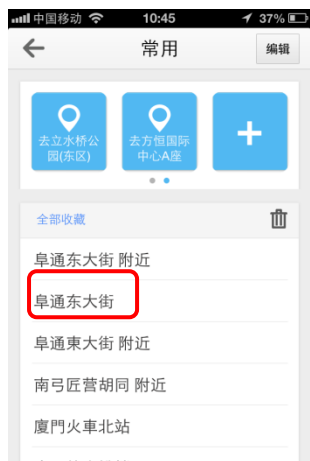 中国移动 10:45 37%
常用 编辑
去立水桥公
园(东区)
去方恒国际
中心A座
全部收藏
阜通东大街 附近
阜通东大街
阜通東大街 附近
南弓匠营胡同 附近
廈門火車北站